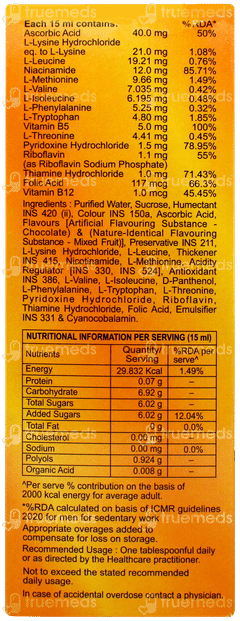 truemeds
Each 15 ml contains: %RDA*
Ascorbic Acid 40.0 mg 50%
L-Lysine Hydrochloride
eq. to L-Lysine 21.0 mg 1.08%
L-Leucine 19.21 mg 0.76%
Niacinamide 12.0 mg 85.71%
L-Methionine 9.66 mg 1.49%
L-Valine 7.035 mg 0.42%
L-Isoleucine 6.195 mg 0.48%
L-Phenylalanine 5.25 mg 0.32%
L-Tryptophan 4.80 mg 1.85%
Vitamin B5 5.0 mg 100%
L-Threonine 4.41 mg 0.45%
Pyridoxine Hydrochloride 1.5 mg 78.95%
Riboflavin 1.1 mg 55%
(as Riboflavin Sodium Phosphate)
Thiamine Hydrochloride 1.0 mg 71.43%
Folic Acid 117 mcg 66.3%
Vitamin B12 1.0 mcg 45.45%
Ingredients : Purified Water, Sucrose, Humectant
INS 420 (ii), Colour INS 150a, Ascorbic Acid,
Flavours [Artificial Flavouring Substance -
Chocolate) & (Nature-Identical Flavouring
Substance - Mixed Fruit)], Preservative INS 211,
L-Lysine Hydrochloride, L-Leucine, Thickener
INS 415, Nicotinamide, L-Methionine, Acidity
Regulator [INS 330, INS 524], Antioxidant
INS 386, L-Valine, L-Isoleucine, D-Panthenol,
L-Phenylalanine, L-Tryptophan, L-Threonine,
Pyridoxine Hydrochloride, Riboflavin,
Thiamine Hydrochloride, Folic Acid, Emulsifier
INS 331 & Cyanocobalamin.
NUTRITIONAL INFORMATION PER SERVING (15 ml)
Nutrients Quantity/ Serving %RDA per serve^
Energy 29.832 Kcal 1.49%
Protein 0.07 g –
Carbohydrate 6.92 g –
Total Sugars 6.02 g –
Added Sugars 6.02 g 12.04%
Total Fat 0 g 0.0%
Cholesterol 0.00 mg –
Sodium 0.00 mg 0.0%
Polyols 0.924 g –
Organic Acid 0.008 g –
^Per serve % contribution on the basis of
2000 kcal energy for average adult.
*%RDA calculated on basis of ICMR guidelines
2020 for men for sedentary work
Appropriate overages added to
compensate for loss on storage.
Recommended Usage : One tablespoonful daily
or as directed by the Healthcare practitioner.
Not to exceed the stated recommended
daily usage.
In case of accidental overdose contact a physician.
truemeds